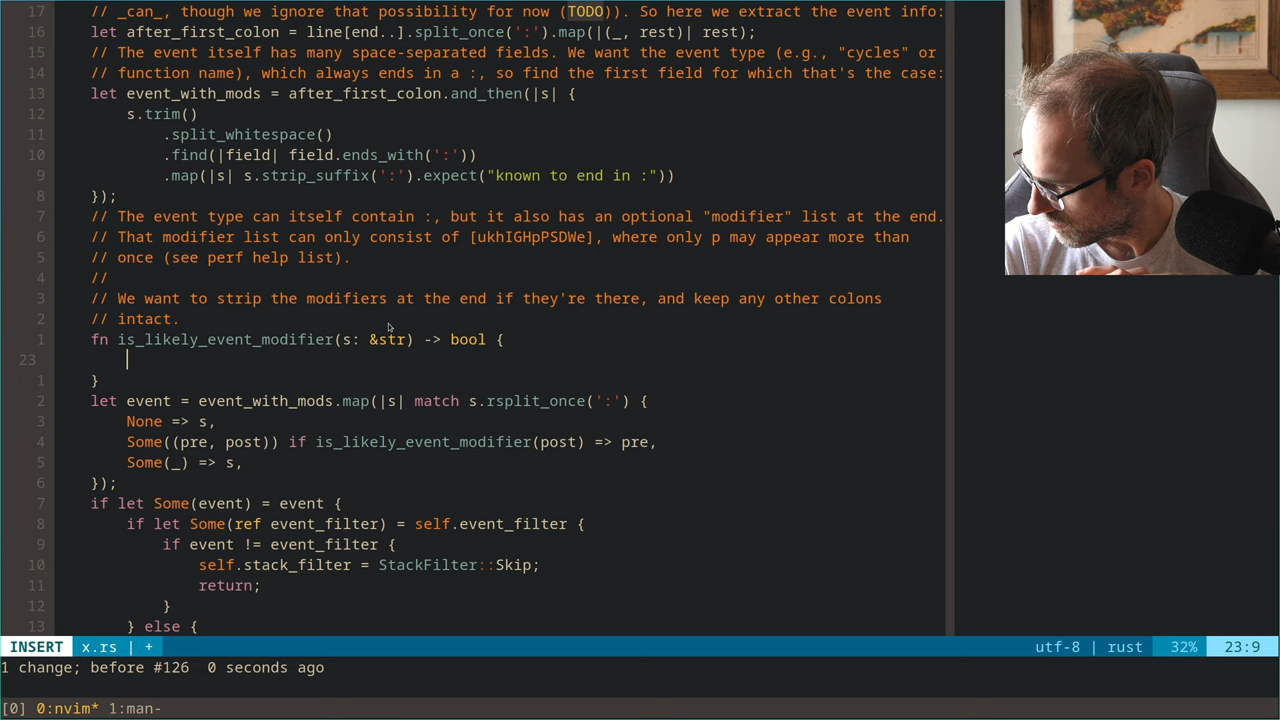 17 // _can_, though we ignore that possibility for now (TODO)). So here we extract the event info:
16 let after_first_colon = line[end..].split_once(':').map(|(_, rest)| rest);
15 // The event itself has many space-separated fields. We want the event type (e.g., "cycles" or
14 // function name), which always ends in a :, so find the first field for which that's the case:
13 let event_with_mods = after_first_colon.and_then(|s| {
12 s.trim()
11 .split_whitespace()
10 .find(|field| field.ends_with(':'))
9 .map(|s| s.strip_suffix(':').expect("known to end in :"))
8 });
7 // The event type can itself contain :, but it also has an optional "modifier" list at the end.
6 // That modifier list can only consist of [ukhIGHpPSDWe], where only p may appear more than
5 // once (see perf help list).
4 //
3 // We want to strip the modifiers at the end if they're there, and keep any other colons
2 // intact.
1 fn is_likely_event_modifier(s: &str) -> bool {
23
1 }
2 let event = event_with_mods.map(|s| match s.rsplit_once(':') {
3 None => s,
4 Some((pre, post)) if is_likely_event_modifier(post) => pre,
5 Some(_) => s,
6 });
7 if let Some(event) = event {
8 if let Some(ref event_filter) = self.event_filter {
9 if event != event_filter {
10 self.stack_filter = StackFilter::Skip;
11 return;
12 }
13 } else {
INSERT x.rs | + utf-8 | rust 32% 23:9
1 change; before #126 0 seconds ago
[0] 0:nvim* 1:man-